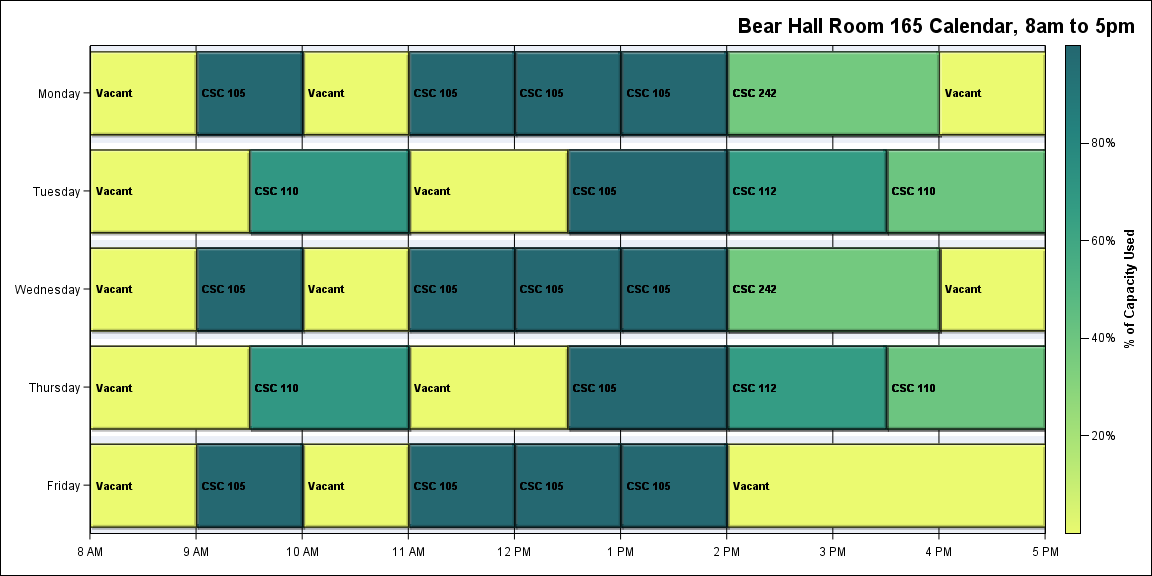 Bear Hall Room 165 Calendar, 8am to 5pm
Monday
Vacant
CSC 105
Vacant
CSC 105
CSC 105
CSC 105
CSC 242
Vacant
Tuesday
Vacant
CSC 110
Vacant
CSC 105
CSC 112
CSC 110
Wednesday
Vacant
CSC 105
Vacant
CSC 105
CSC 105
CSC 105
CSC 242
Vacant
Thursday
Vacant
CSC 110
Vacant
CSC 105
CSC 112
CSC 110
Friday
Vacant
CSC 105
Vacant
CSC 105
CSC 105
CSC 105
Vacant
8 AM
9 AM
10 AM
11 AM
12 PM
1 PM
2 PM
3 PM
4 PM
5 PM
80%
60%
40%
20%
% of Capacity Used